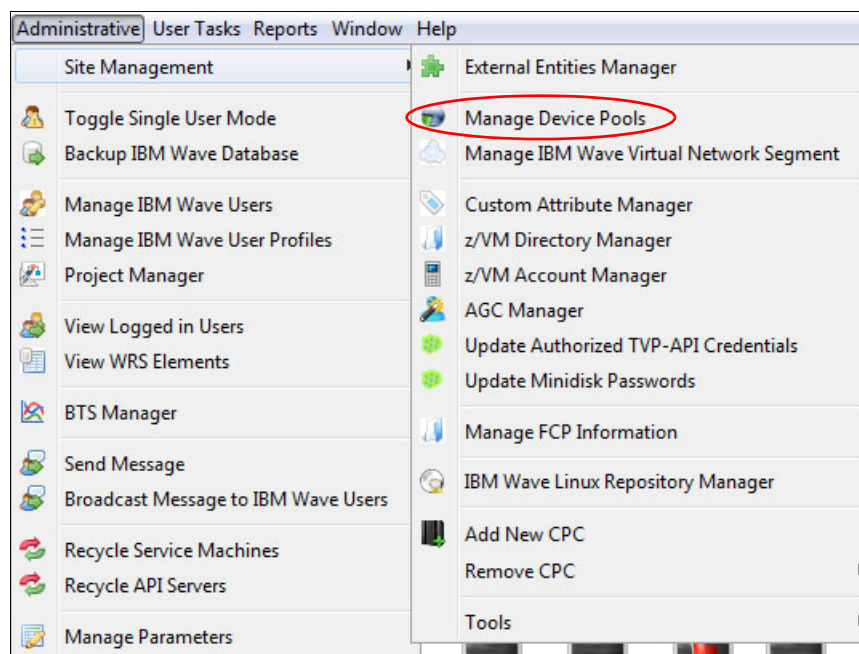 Administrative User Tasks Reports Window Help
Site Management
Toggle Single User Mode
Backup IBM Wave Database
Manage IBM Wave Users
Manage IBM Wave User Profiles
Project Manager
View Logged in Users
View WRS Elements
BTS Manager
Send Message
Broadcast Message to IBM Wave Users
Recycle Service Machines
Recycle API Servers
Manage Parameters
External Entities Manager
Manage Device Pools
Manage IBM Wave Virtual Network Segment
Custom Attribute Manager
z/VM Directory Manager
z/VM Account Manager
AGC Manager
Update Authorized TVP-API Credentials
Update Minidisk Passwords
Manage FCP Information
IBM Wave Linux Repository Manager
Add New CPC
Remove CPC
Tools